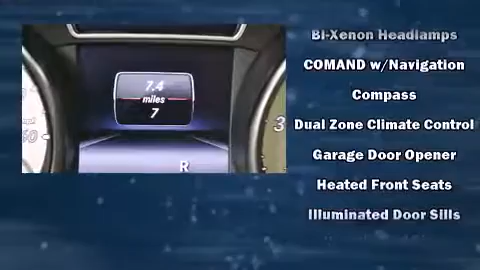 Bi-Xenon Headlamps
COMAND w/Navigation
Compass
Dual Zone Climate Control
Garage Door Opener
Heated Front Seats
Illuminated Door Sills
7.4
miles
7
R
3